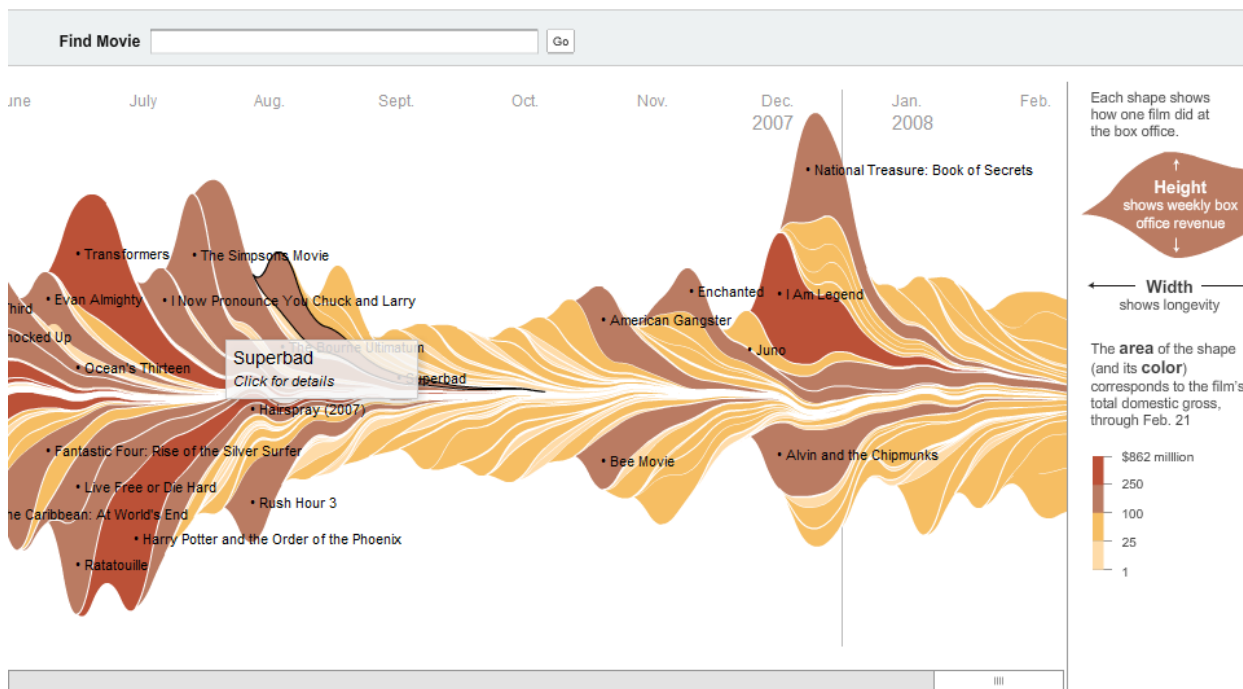 Find Movie
Go
une
July
Aug.
Sept.
Oct.
Nov.
Dec.
2007
Jan.
2008
Feb.
Each shape shows
how one film did at
the box office.
Height
shows weekly box
office revenue
Width
shows longevity
The area of the shape
(and its color)
corresponds to the film's
total domestic gross,
through Feb. 21
$862 milllion
250
100
25
1
• National Treasure: Book of Secrets
• Transformers
• The Simpsons Movie
• Evan Almighty
• I Now Pronounce You Chuck and Larry
• Enchanted
• I Am Legend
Third
• American Gangster
nocked Up
• The Bourne Ultimatum
• Juno
Superbad
Click for details
• Ocean's Thirteen
• Superbad
• Hairspray (2007)
• Fantastic Four: Rise of the Silver Surfer
• Bee Movie
• Alvin and the Chipmunks
• Live Free or Die Hard
• Rush Hour 3
he Caribbean: At World's End
• Harry Potter and the Order of the Phoenix
• Ratatouille